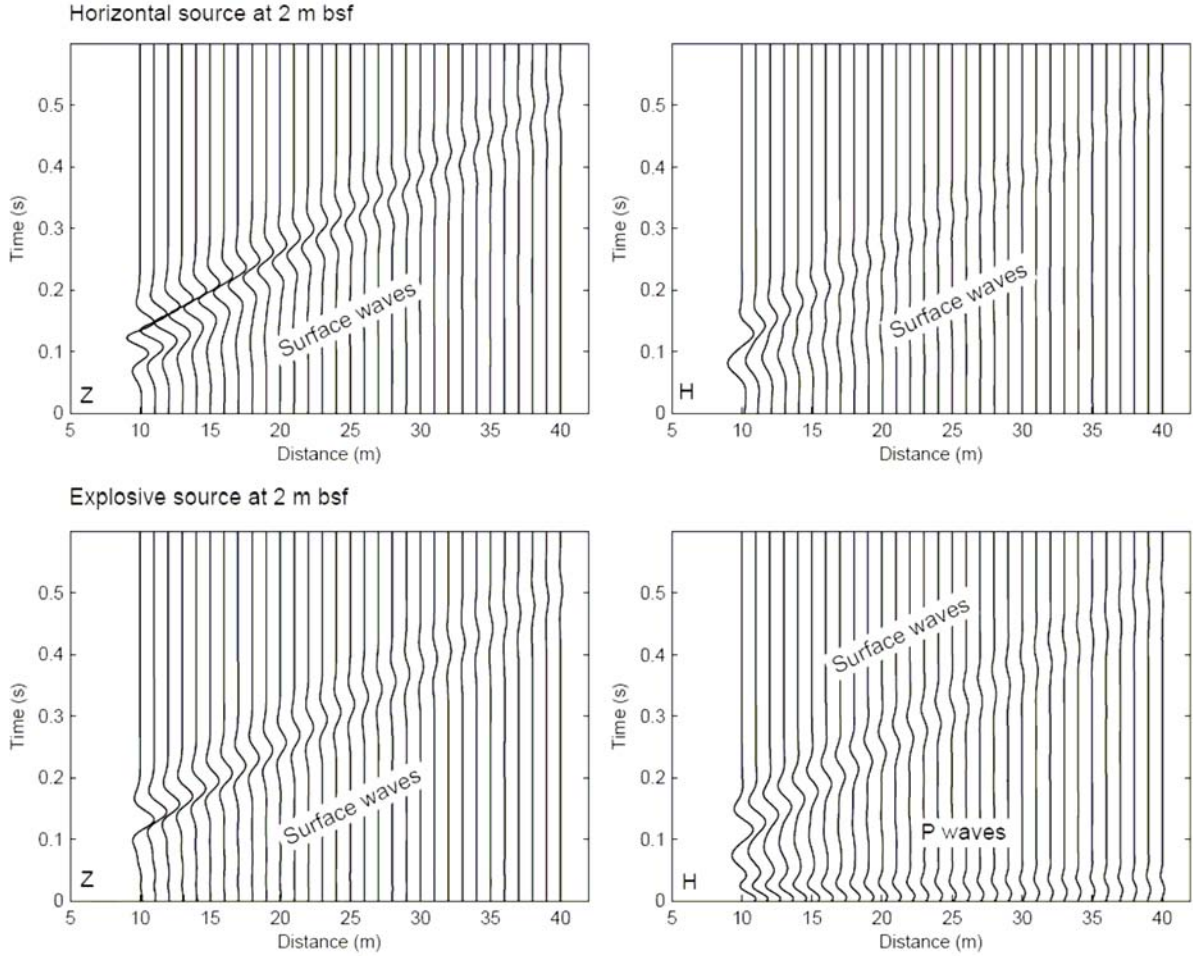 Horizontal source at 2 m bsf
Time (s)
0.5
0.4
0.3
0.2
0.1
0
Surface waves
Z
5 10 15 20 25 30 35 40
Distance (m)
Time (s)
0.5
0.4
0.3
0.2
0.1
0
Surface waves
H
5 10 15 20 25 30 35 40
Distance (m)
Explosive source at 2 m bsf
Time (s)
0.5
0.4
0.3
0.2
0.1
0
Surface waves
Z
5 10 15 20 25 30 35 40
Distance (m)
Time (s)
0.5
0.4
0.3
0.2
0.1
0
Surface waves
P waves
H
5 10 15 20 25 30 35 40
Distance (m)